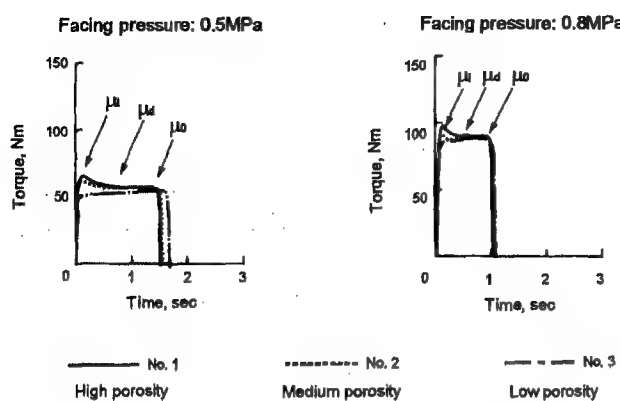 Facing pressure: 0.5MPa
150
100
50
0
1
2
3
Torque, Nm
Time, sec
μi
μd
μo
Facing pressure: 0.8MPa
150
100
50
0
1
2
3
Torque, Nm
Time, sec
μi
μd
μo
No. 1
High porosity
No. 2
Medium porosity
No. 3
Low porosity